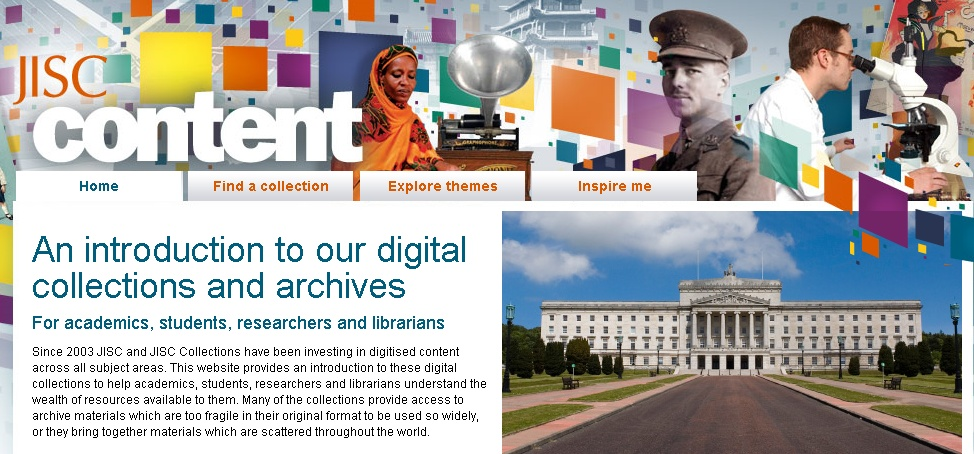 JISC
content
GRAPHOPHONE
Home
Find a collection
Explore themes
Inspire me
An introduction to our digital
collections and archives
For academics, students, researchers and librarians
Since 2003 JISC and JISC Collections have been investing in digitised content
across all subject areas. This website provides an introduction to these digital
collections to help academics, students, researchers and librarians understand the
wealth of resources available to them. Many of the collections provide access to
archive materials which are too fragile in their original format to be used so widely,
or they bring together materials which are scattered throughout the world.